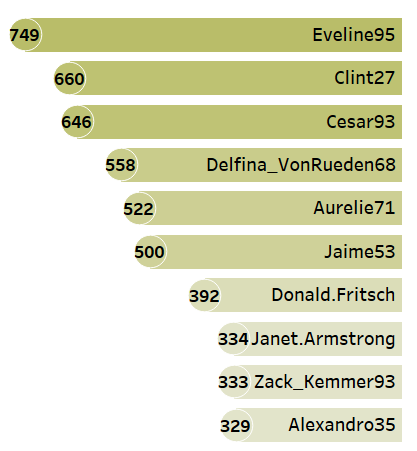 749 Eveline95
660 Clint27
646 Cesar93
558 Delfina_VonRueden68
522 Aurelie71
500 Jaime53
392 Donald.Fritsch
334 Janet.Armstrong
333 Zack_Kemmer93
329 Alexandro35